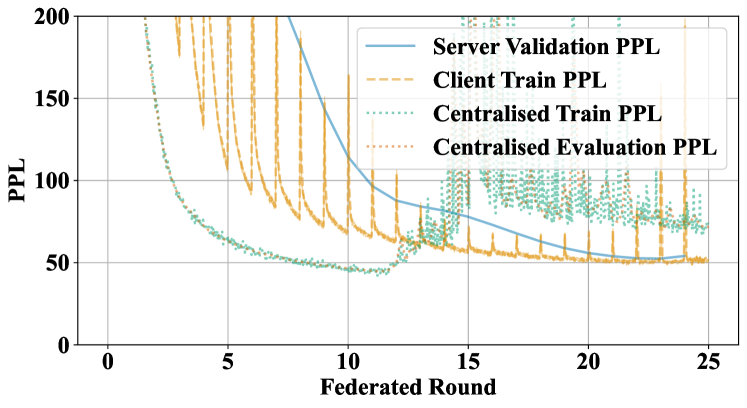 200
150
100
50
0
PPL
Server Validation PPL
Client Train PPL
Centralised Train PPL
Centralised Evaluation PPL
0 5 10 15 20 25
Federated Round